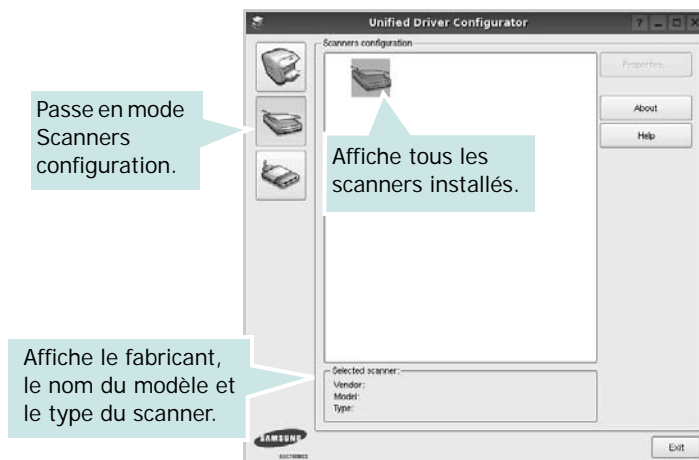 Unified Driver Configurator
Scanners configuration
Properties...
About
Help
Passe en mode
Scanners
configuration.
Affiche tous les
scanners installés.
Affiche le fabricant,
le nom du modèle et
le type du scanner.
Selected scanner:
Vendor:
Model:
Type:
SAMSUNG
ELECTRONICS
Exit